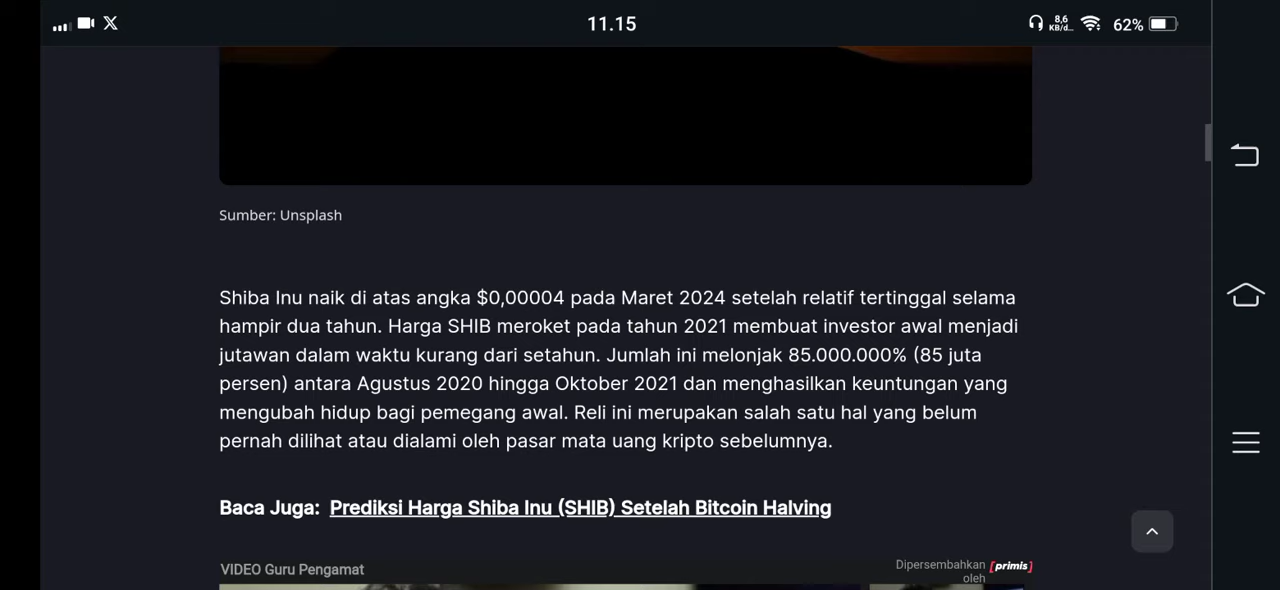 11.15
8,6
KB/d...
62%
Sumber: Unsplash
Shiba Inu naik di atas angka $0,00004 pada Maret 2024 setelah relatif tertinggal selama
hampir dua tahun. Harga SHIB meroket pada tahun 2021 membuat investor awal menjadi
jutawan dalam waktu kurang dari setahun. Jumlah ini melonjak 85.000.000% (85 juta
persen) antara Agustus 2020 hingga Oktober 2021 dan menghasilkan keuntungan yang
mengubah hidup bagi pemegang awal. Reli ini merupakan salah satu hal yang belum
pernah dilihat atau dialami oleh pasar mata uang kripto sebelumnya.
Baca Juga: Prediksi Harga Shiba Inu (SHIB) Setelah Bitcoin Halving
VIDEO Guru Pengamat
Dipersembahkan
oleh
[primis]